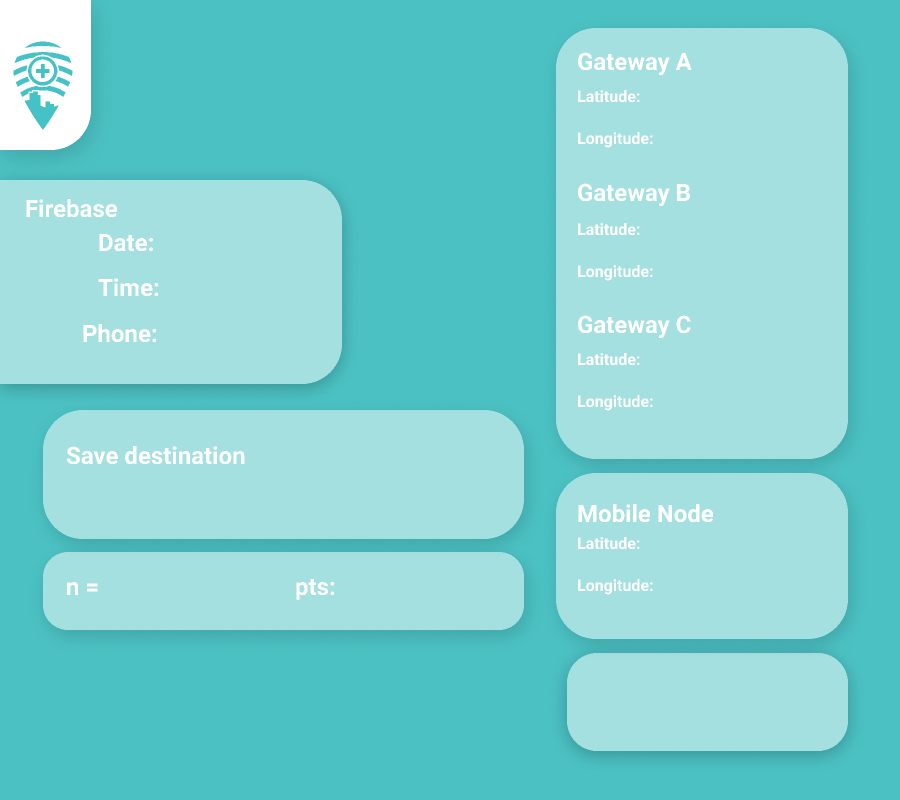 Firebase
Date:
Time:
Phone:
Save destination
n =
pts:
Gateway A
Latitude:
Longitude:
Gateway B
Latitude:
Longitude:
Gateway C
Latitude:
Longitude:
Mobile Node
Latitude:
Longitude: